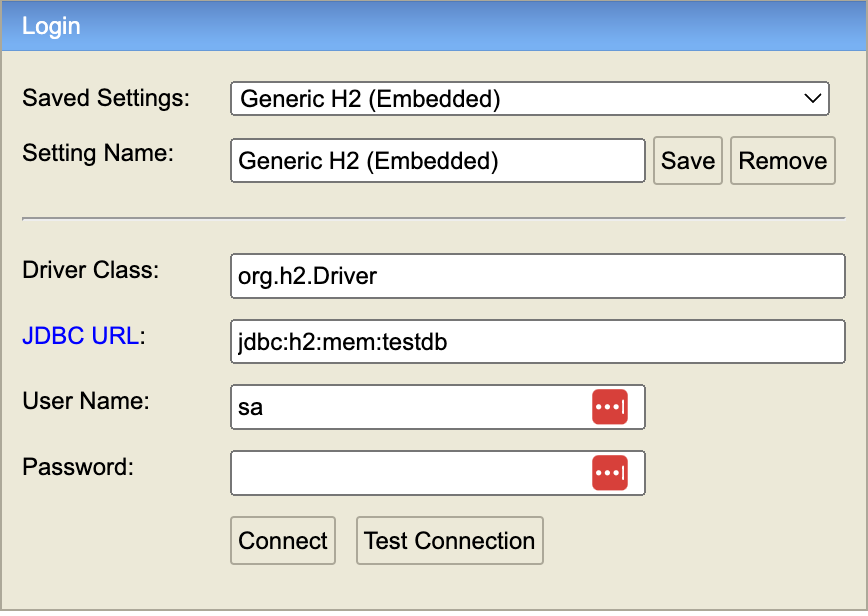 Login
Saved Settings: Generic H2 (Embedded)
Setting Name: Generic H2 (Embedded) Save Remove
Driver Class: org.h2.Driver
JDBC URL: jdbc:h2:mem:testdb
User Name: sa
Password:
Connect Test Connection